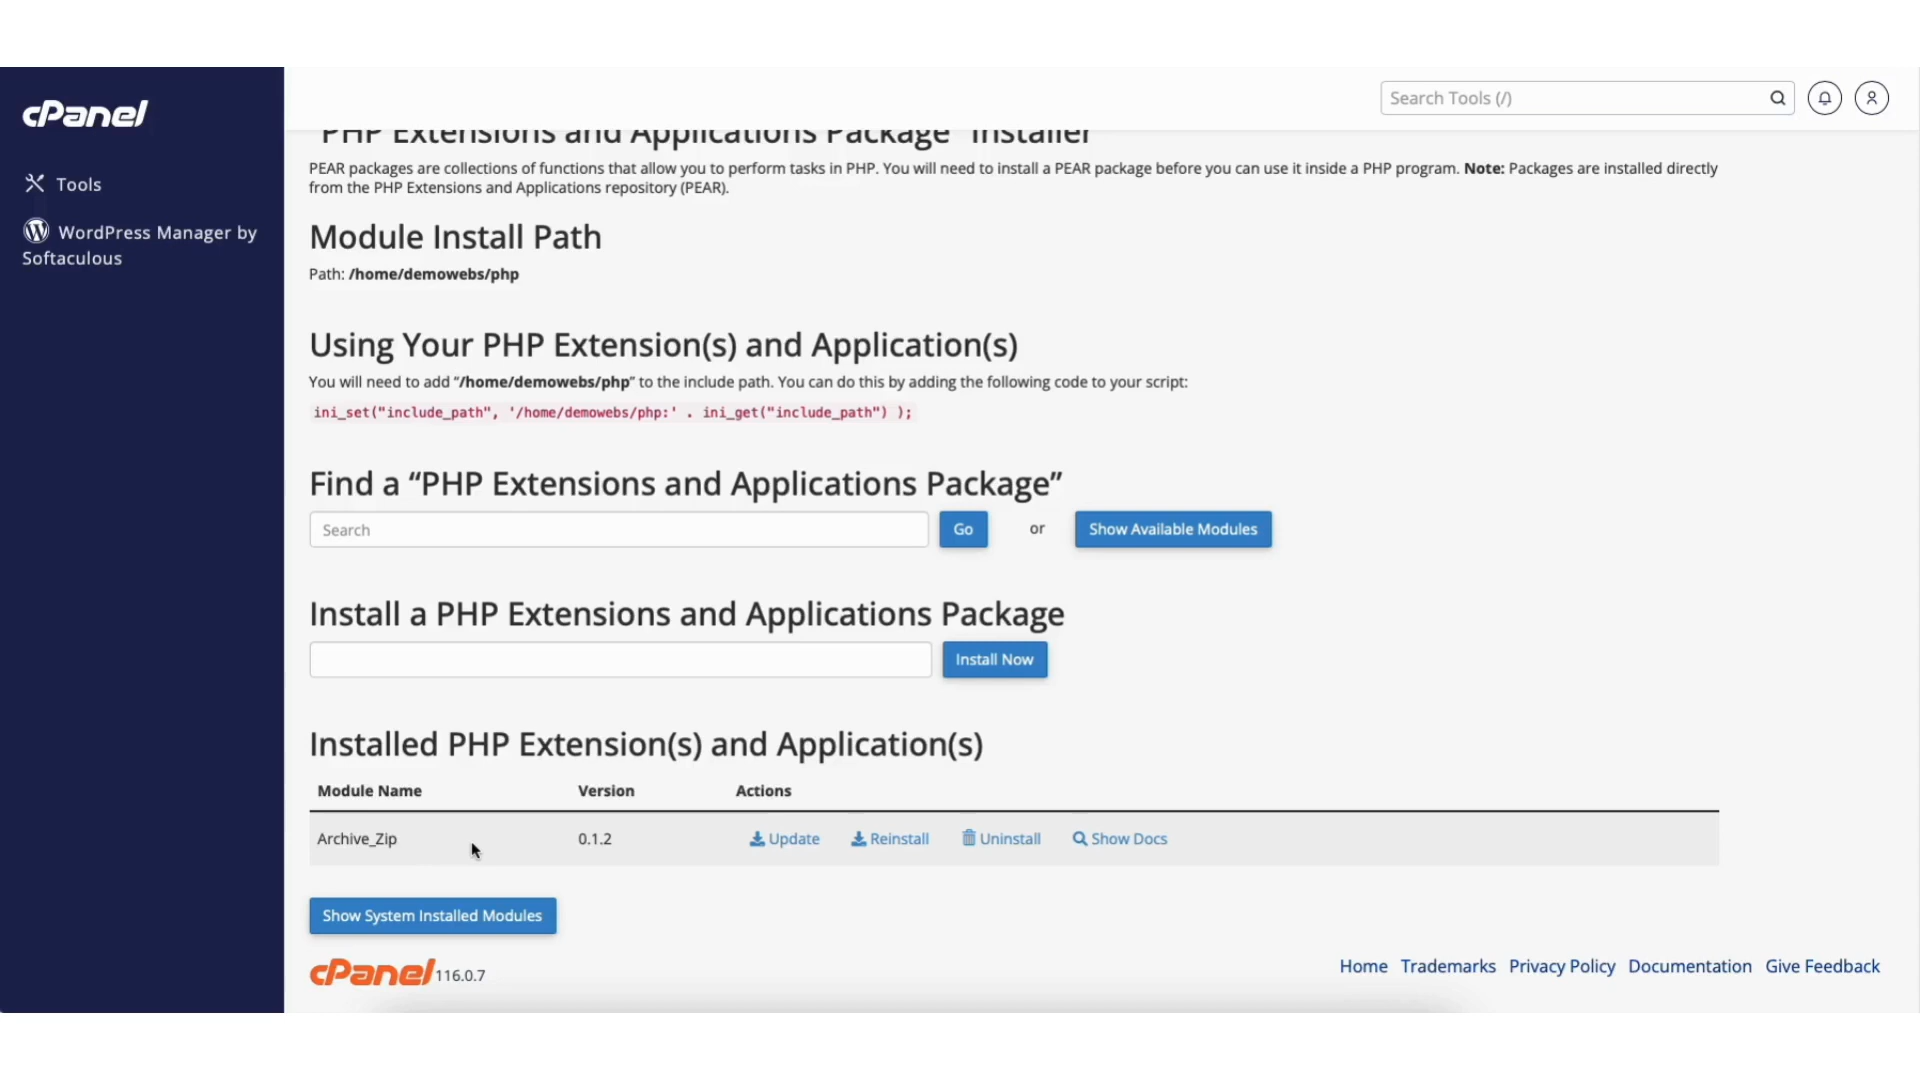 cPanel
Tools
WordPress Manager by
Softaculous
Search Tools (/)
"PHP Extensions and Applications Package" Installer
PEAR packages are collections of functions that allow you to perform tasks in PHP. You will need to install a PEAR package before you can use it inside a PHP program. Note: Packages are installed directly
from the PHP Extensions and Applications repository (PEAR).
Module Install Path
Path: /home/demowebs/php
Using Your PHP Extension(s) and Application(s)
You will need to add “/home/demowebs/php” to the include path. You can do this by adding the following code to your script:
ini_set("include_path", '/home/demowebs/php:' . ini_get("include_path") );
Find a “PHP Extensions and Applications Package”
Search Go or Show Available Modules
Install a PHP Extensions and Applications Package
Install Now
Installed PHP Extension(s) and Application(s)
Module Name Version Actions
Archive_Zip 0.1.2 Update Reinstall Uninstall Show Docs
Show System Installed Modules
cPanel 116.0.7
Home Trademarks Privacy Policy Documentation Give Feedback